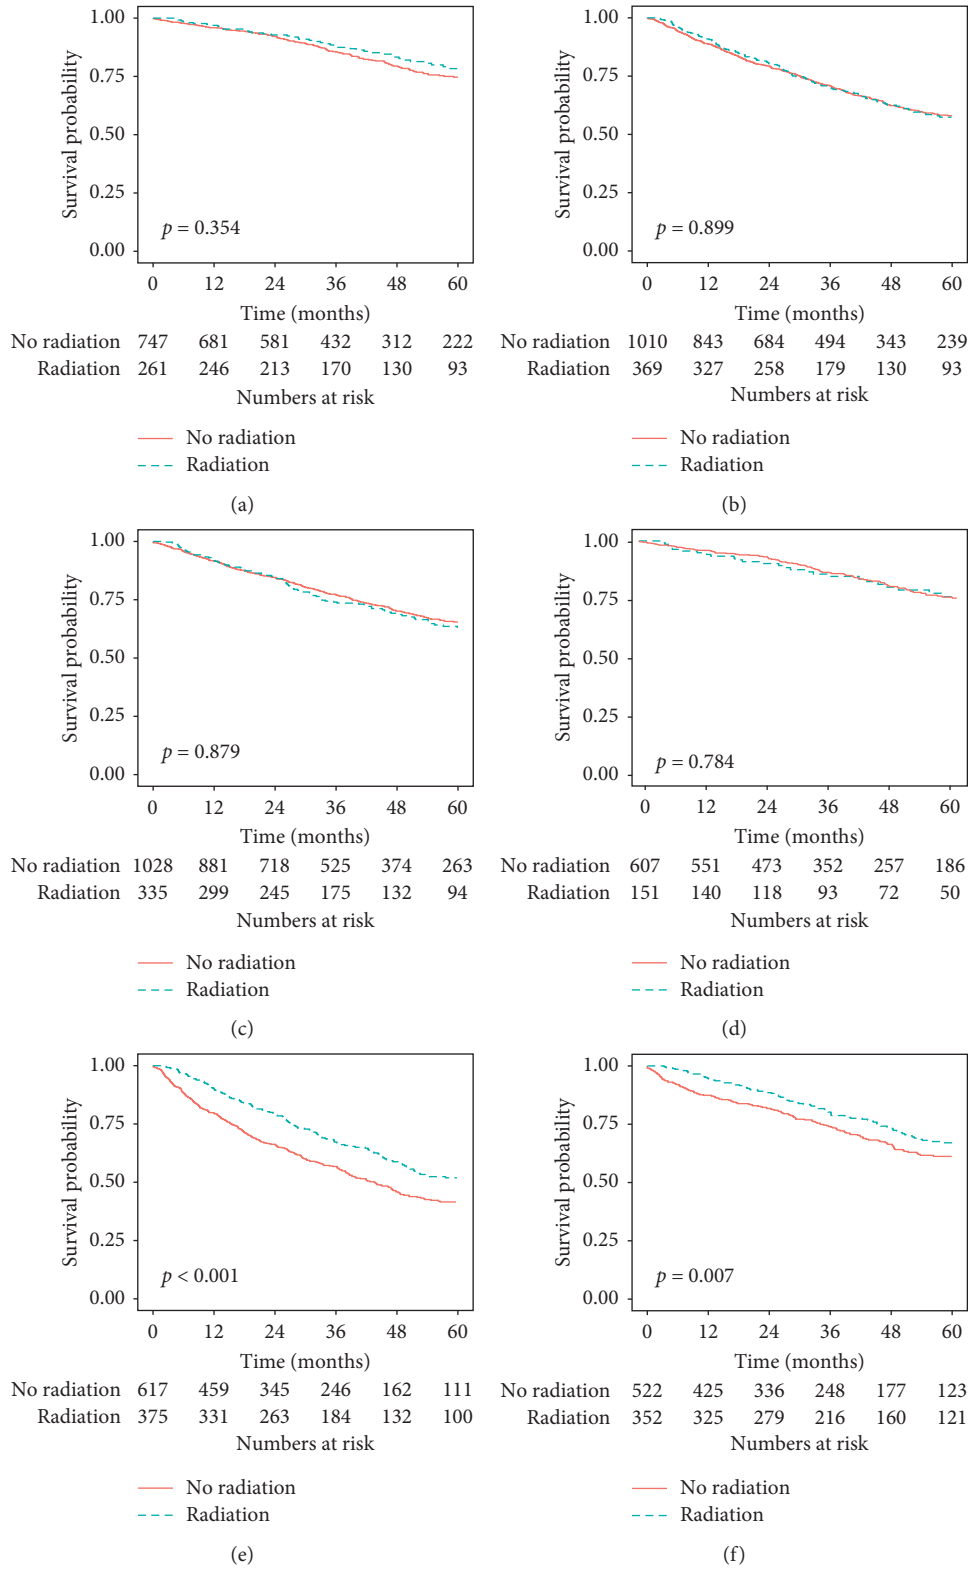 1.00
0.75
0.50
0.25
0.00
Survival probability
p = 0.354
0 12 24 36 48 60
Time (months)
No radiation 747 681 581 432 312 222
Radiation 261 246 213 170 130 93
Numbers at risk
No radiation
Radiation
(a)
1.00
0.75
0.50
0.25
0.00
Survival probability
p = 0.899
0 12 24 36 48 60
Time (months)
No radiation 1010 843 684 494 343 239
Radiation 369 327 258 179 130 93
Numbers at risk
No radiation
Radiation
(b)
1.00
0.75
0.50
0.25
0.00
Survival probability
p = 0.879
0 12 24 36 48 60
Time (months)
No radiation 1028 881 718 525 374 263
Radiation 335 299 245 175 132 94
Numbers at risk
No radiation
Radiation
(c)
1.00
0.75
0.50
0.25
0.00
Survival probability
p = 0.784
0 12 24 36 48 60
Time (months)
No radiation 607 551 473 352 257 186
Radiation 151 140 118 93 72 50
Numbers at risk
No radiation
Radiation
(d)
1.00
0.75
0.50
0.25
0.00
Survival probability
p < 0.001
0 12 24 36 48 60
Time (months)
No radiation 617 459 345 246 162 111
Radiation 375 331 263 184 132 100
Numbers at risk
No radiation
Radiation
(e)
1.00
0.75
0.50
0.25
0.00
Survival probability
p = 0.007
0 12 24 36 48 60
Time (months)
No radiation 522 425 336 248 177 123
Radiation 352 325 279 216 160 121
Numbers at risk
No radiation
Radiation
(f)